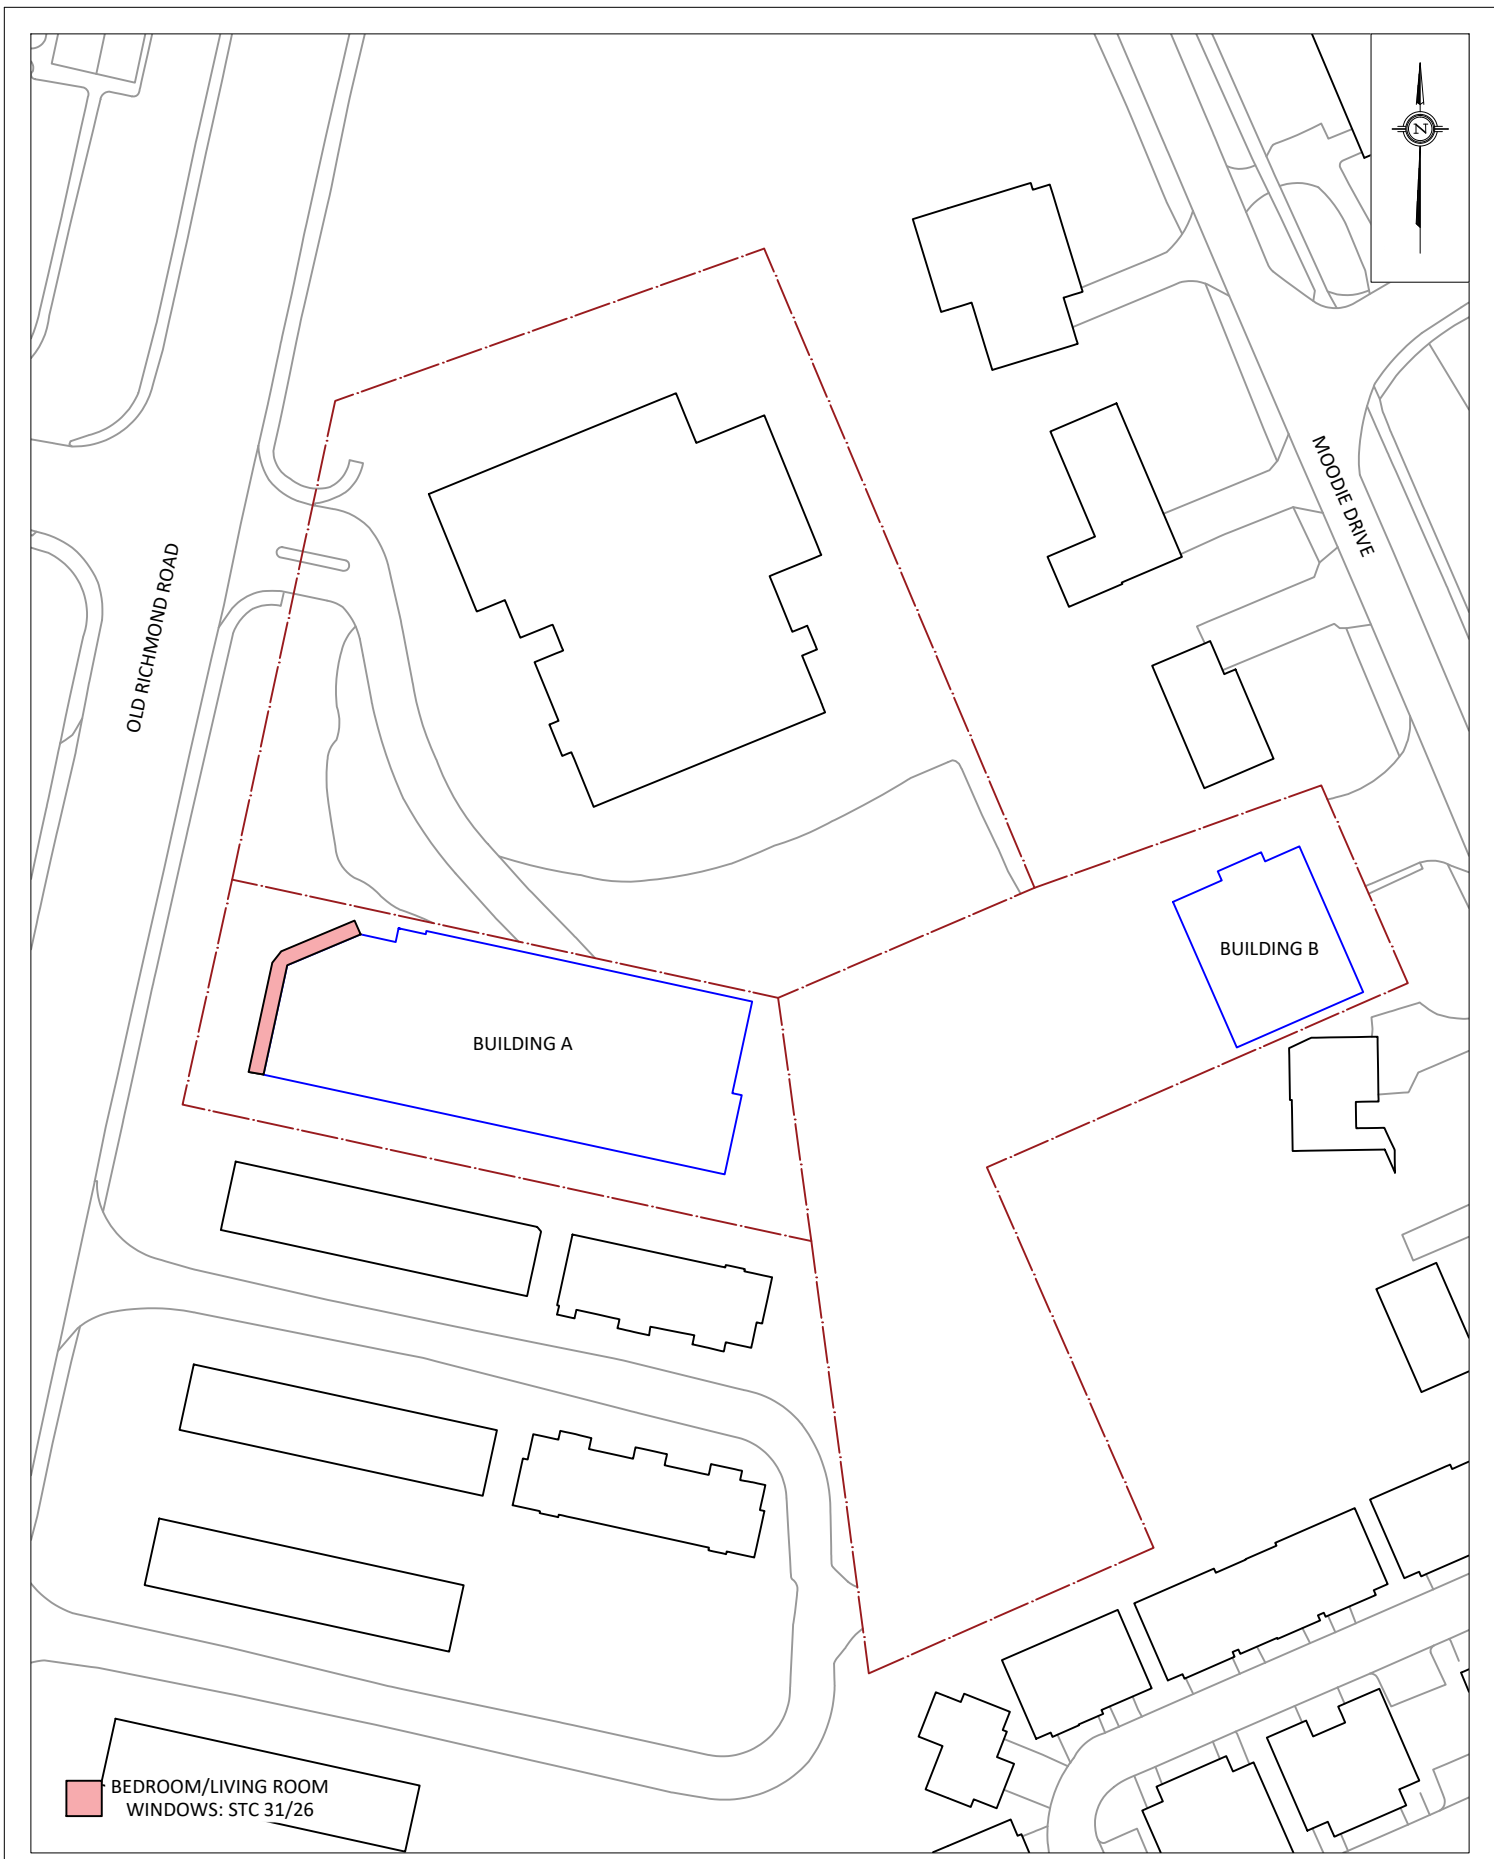 N
MOODIE DRIVE
OLD RICHMOND ROAD
BUILDING B
BUILDING A
BEDROOM/LIVING ROOM
WINDOWS: STC 31/26